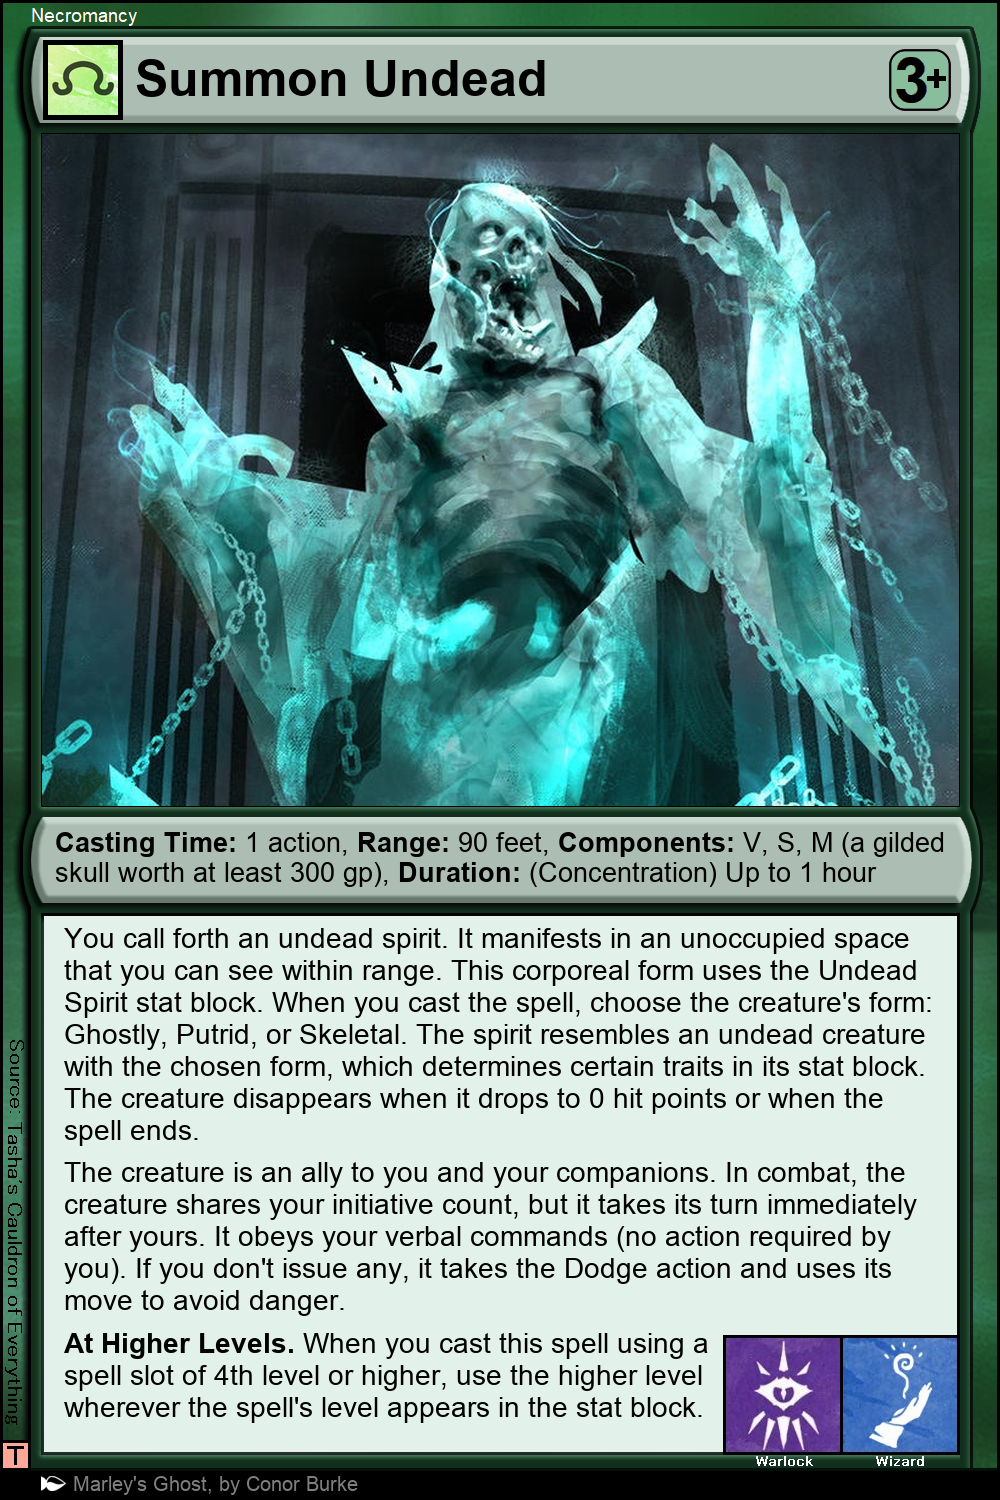 Necromancy
Summon Undead
3+
Casting Time: 1 action, Range: 90 feet, Components: V, S, M (a gilded
skull worth at least 300 gp), Duration: (Concentration) Up to 1 hour
You call forth an undead spirit. It manifests in an unoccupied space
that you can see within range. This corporeal form uses the Undead
Spirit stat block. When you cast the spell, choose the creature's form:
Ghostly, Putrid, or Skeletal. The spirit resembles an undead creature
with the chosen form, which determines certain traits in its stat block.
The creature disappears when it drops to 0 hit points or when the
spell ends.
The creature is an ally to you and your companions. In combat, the
creature shares your initiative count, but it takes its turn immediately
after yours. It obeys your verbal commands (no action required by
you). If you don't issue any, it takes the Dodge action and uses its
move to avoid danger.
At Higher Levels. When you cast this spell using a
spell slot of 4th level or higher, use the higher level
wherever the spell's level appears in the stat block.
Warlock
Wizard
Source: Tasha's Cauldron of Everything
T
Marley's Ghost, by Conor Burke